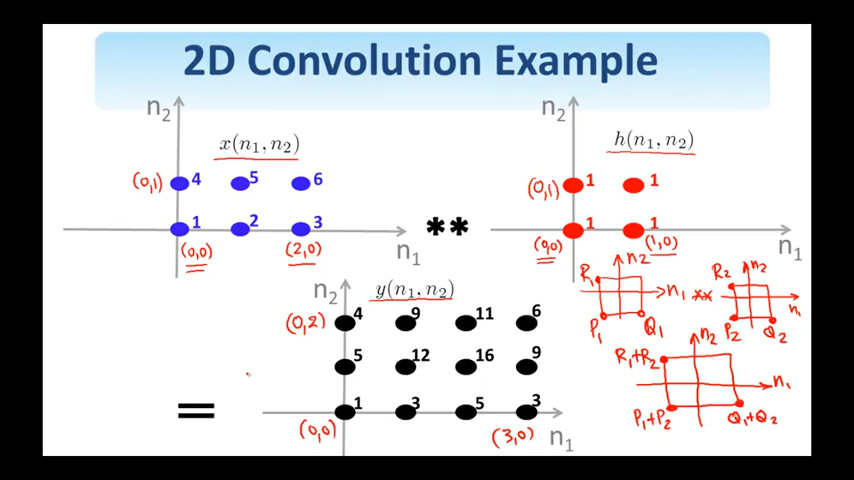 2D Convolution Example
n₂
x(n₁, n₂)
(0,1) 4 5 6
1 2 3
(0,0) (2,0) n₁
**
n₂
h(n₁, n₂)
(0,1) 1 1
1 1
(0,0) (1,0) n₁
=
n₂
y(n₁, n₂)
(0,2) 4 9 11 6
5 12 16 9
1 3 5 3
(0,0) (3,0) n₁
R₁ n₂ n₁ P₁ Q₁
**
R₂ n₂ n₁ P₂ Q₂
n₂
R₁+R₂
n₁
P₁+P₂ Q₁+Q₂